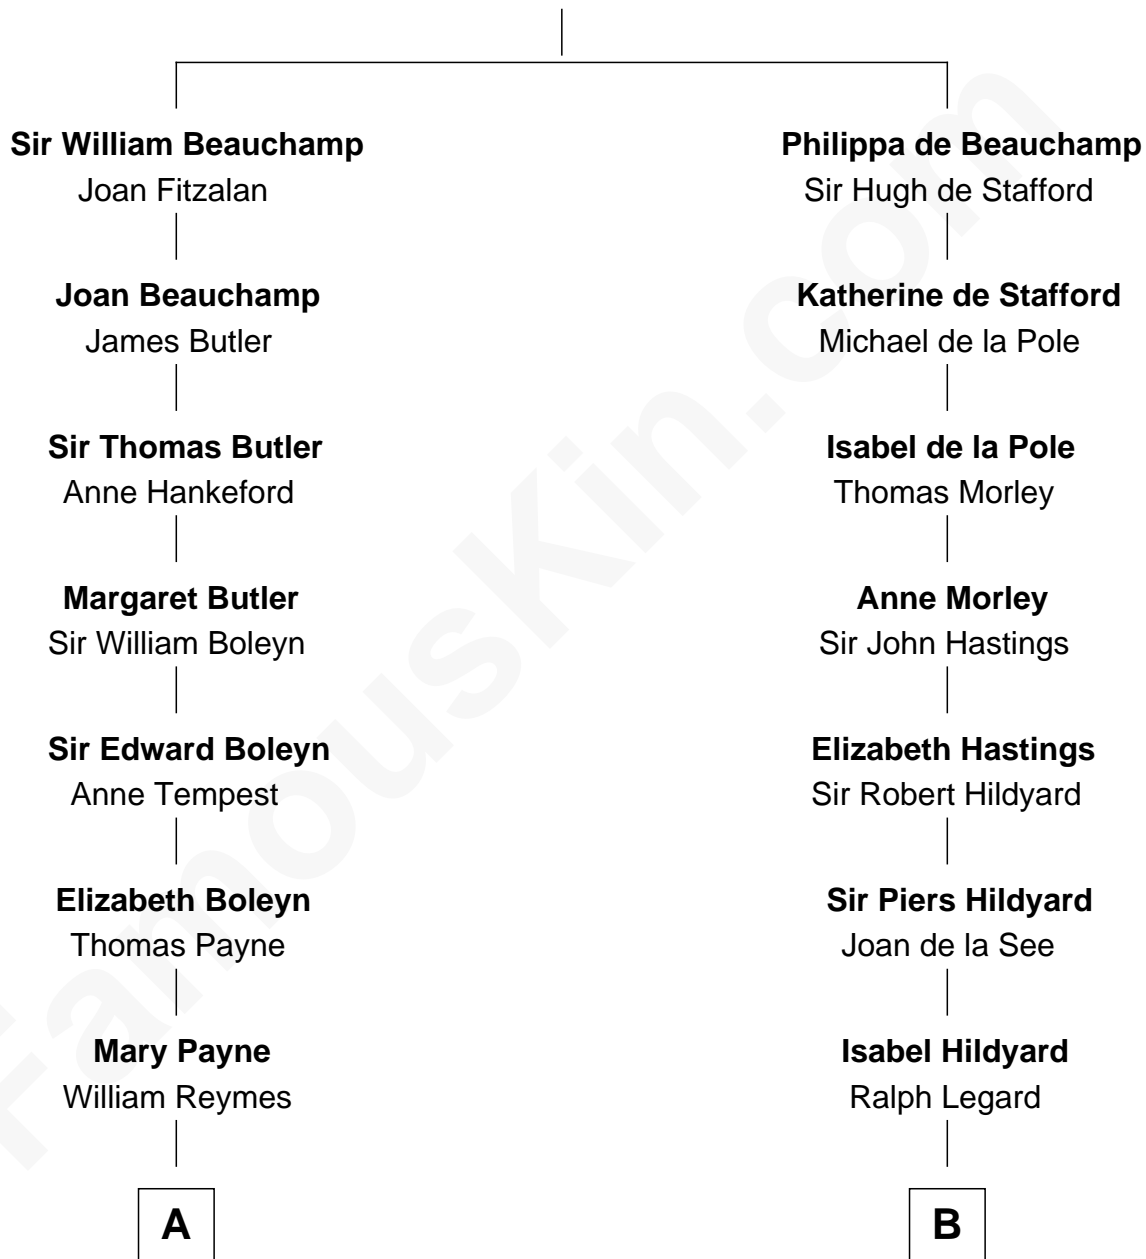 Sir William Beauchamp
Joan Fitzalan
Joan Beauchamp
James Butler
Sir Thomas Butler
Anne Hankeford
Margaret Butler
Sir William Boleyn
Sir Edward Boleyn
Anne Tempest
Elizabeth Boleyn
Thomas Payne
Mary Payne
William Reymes
A
Philippa de Beauchamp
Sir Hugh de Stafford
Katherine de Stafford
Michael de la Pole
Isabel de la Pole
Thomas Morley
Anne Morley
Sir John Hastings
Elizabeth Hastings
Sir Robert Hildyard
Sir Piers Hildyard
Joan de la See
Isabel Hildyard
Ralph Legard
B
FamousKin.com